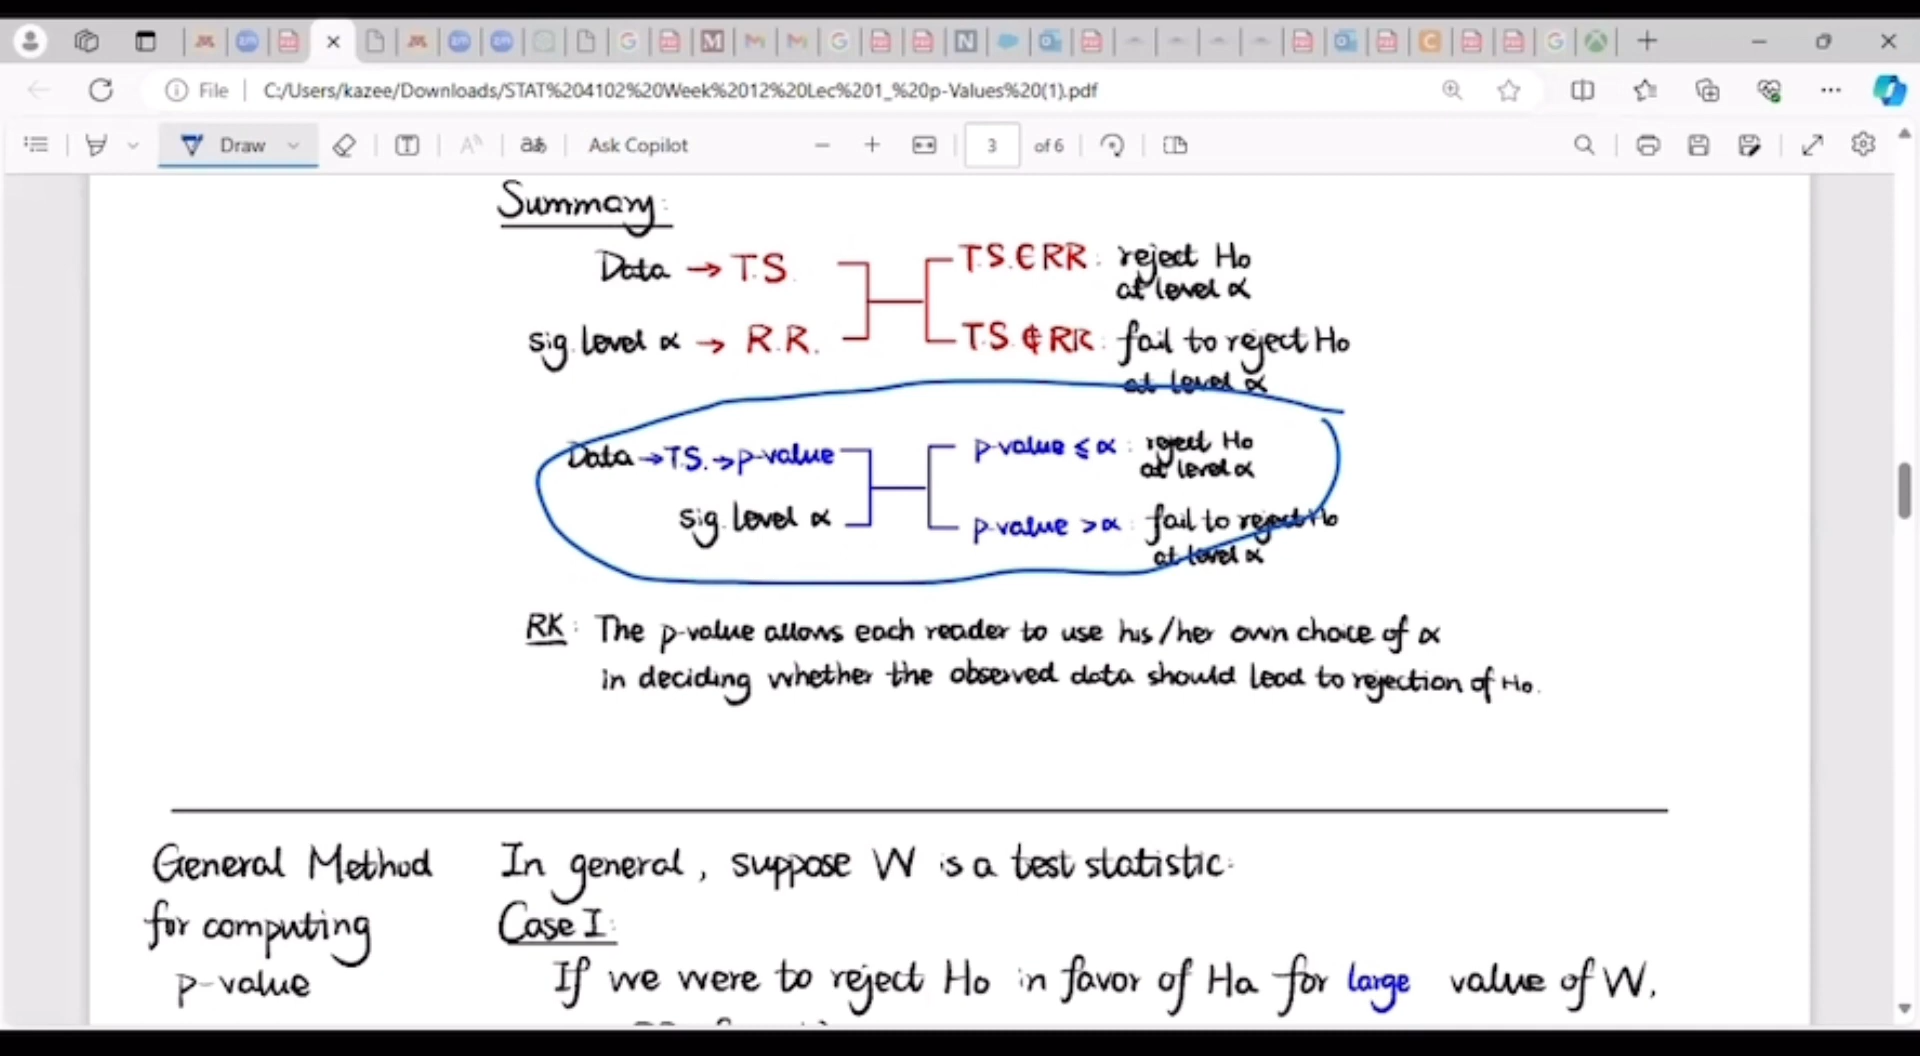 File
C:/Users/kazee/Downloads/STAT%204102%20Week%2012%20Lec%201_%20p-Values%20(1).pdf
Draw
Ask Copilot
3 of 6
Summary:
Data → T.S.
T.S. ∈ RR: reject Ho
at level α
sig. level α → R.R.
T.S. ∉ RR: fail to reject Ho
at level α
Data → T.S. → p-value
p-value ≤ α: reject Ho
at level α
sig. level α
p-value > α: fail to reject Ho
at level α
RK: The p-value allows each reader to use his/her own choice of α
in deciding whether the observed data should lead to rejection of Ho.
General Method
for computing
p-value
In general, suppose W is a test statistic.
Case I:
If we were to reject Ho in favor of Ha for large value of W,